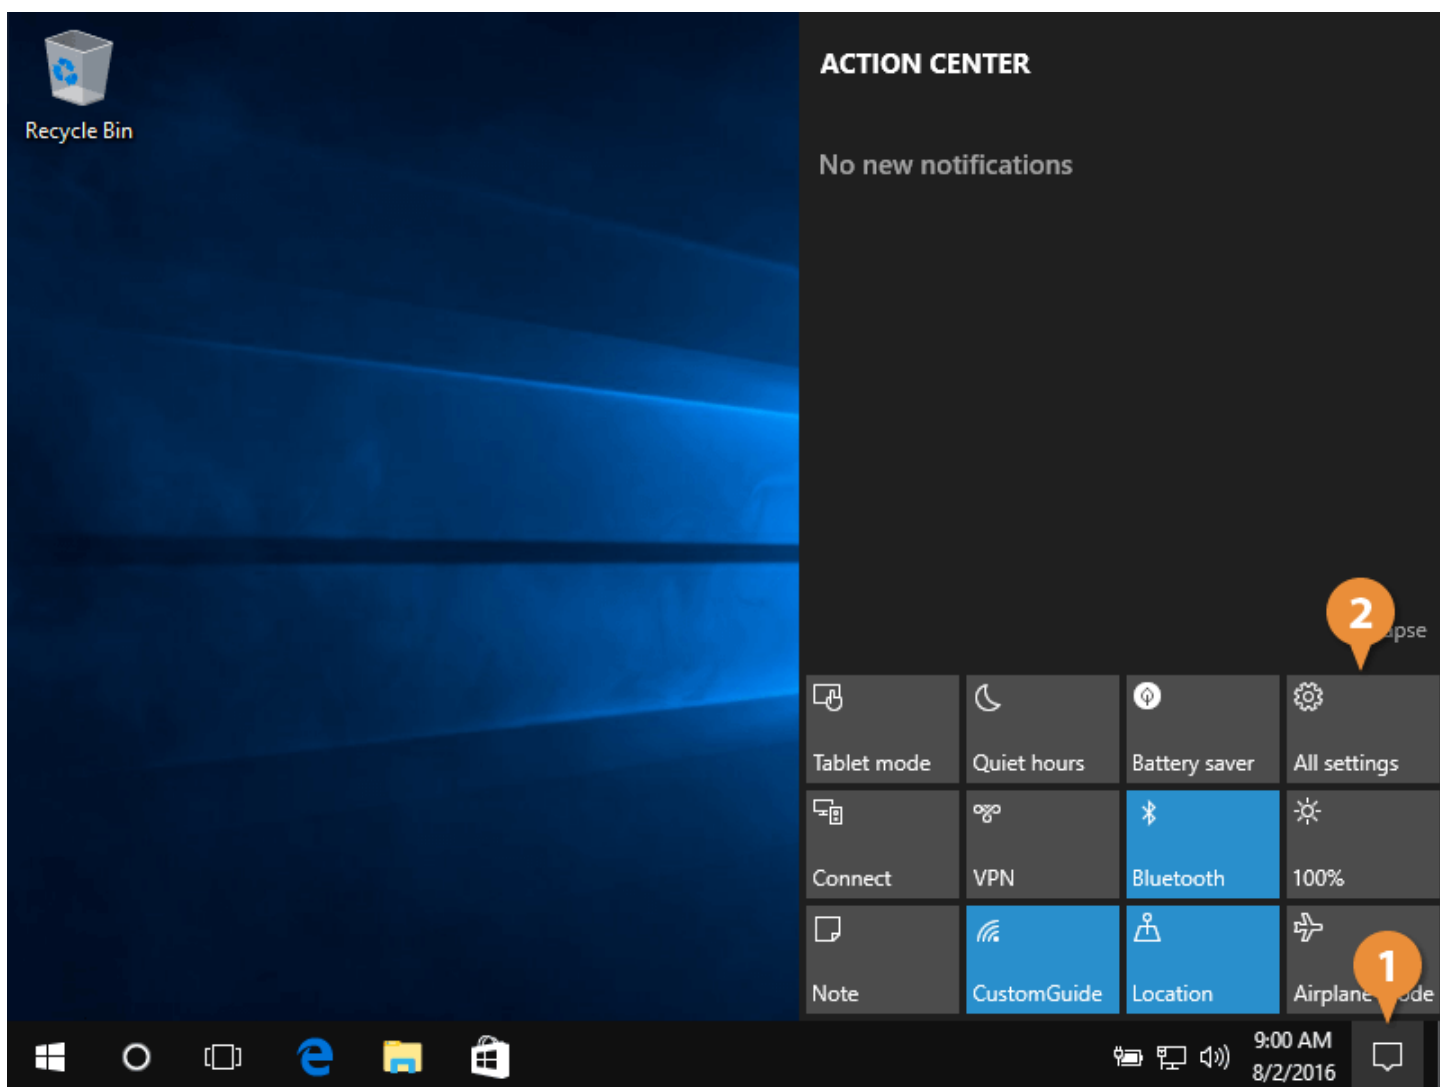 Recycle Bin
ACTION CENTER
No new notifications
2
Tablet mode
Quiet hours
Battery saver
All settings
Connect
VPN
Bluetooth
100%
Note
CustomGuide
Location
1
9:00 AM
8/2/2016